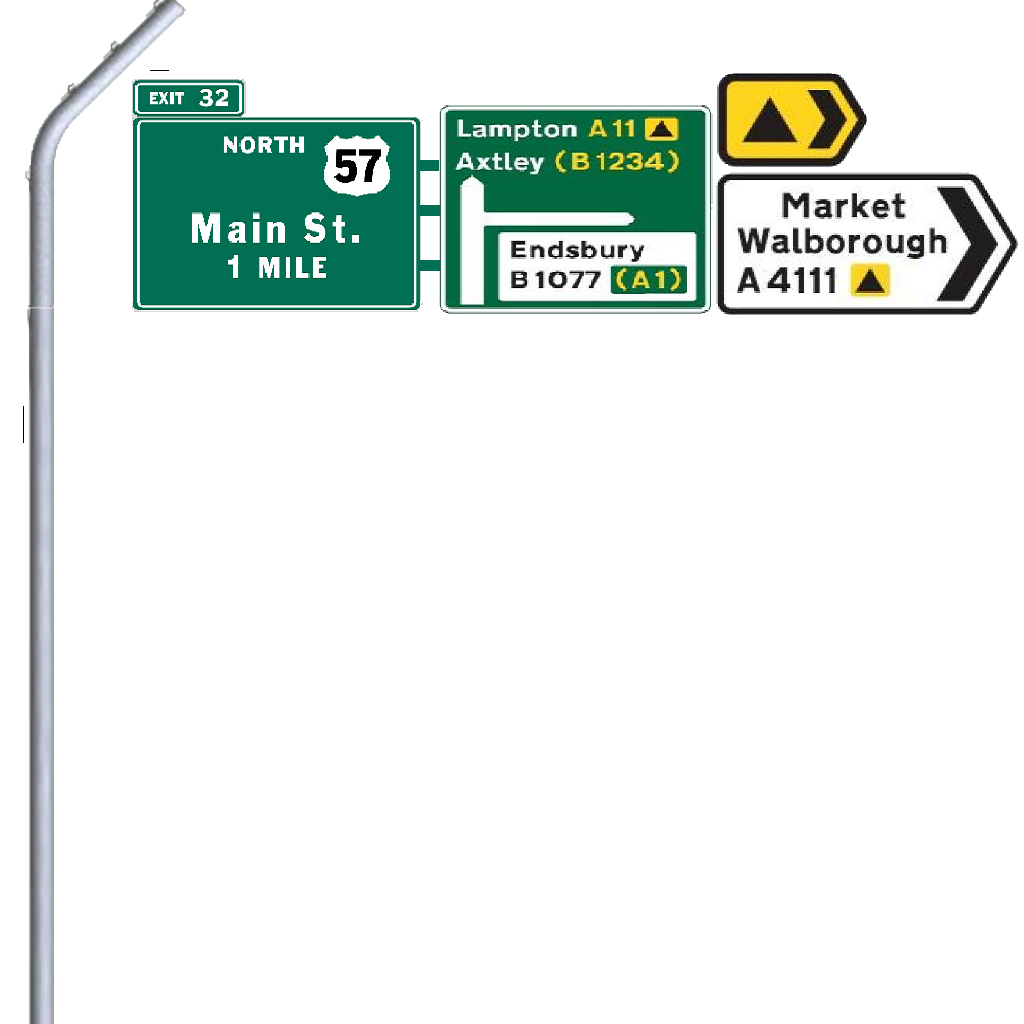 EXIT 32
NORTH 57
Main St.
1 MILE
Lampton A11
Axtley (B1234)
Endsbury
B1077 (A1)
Market
Walborough
A4111